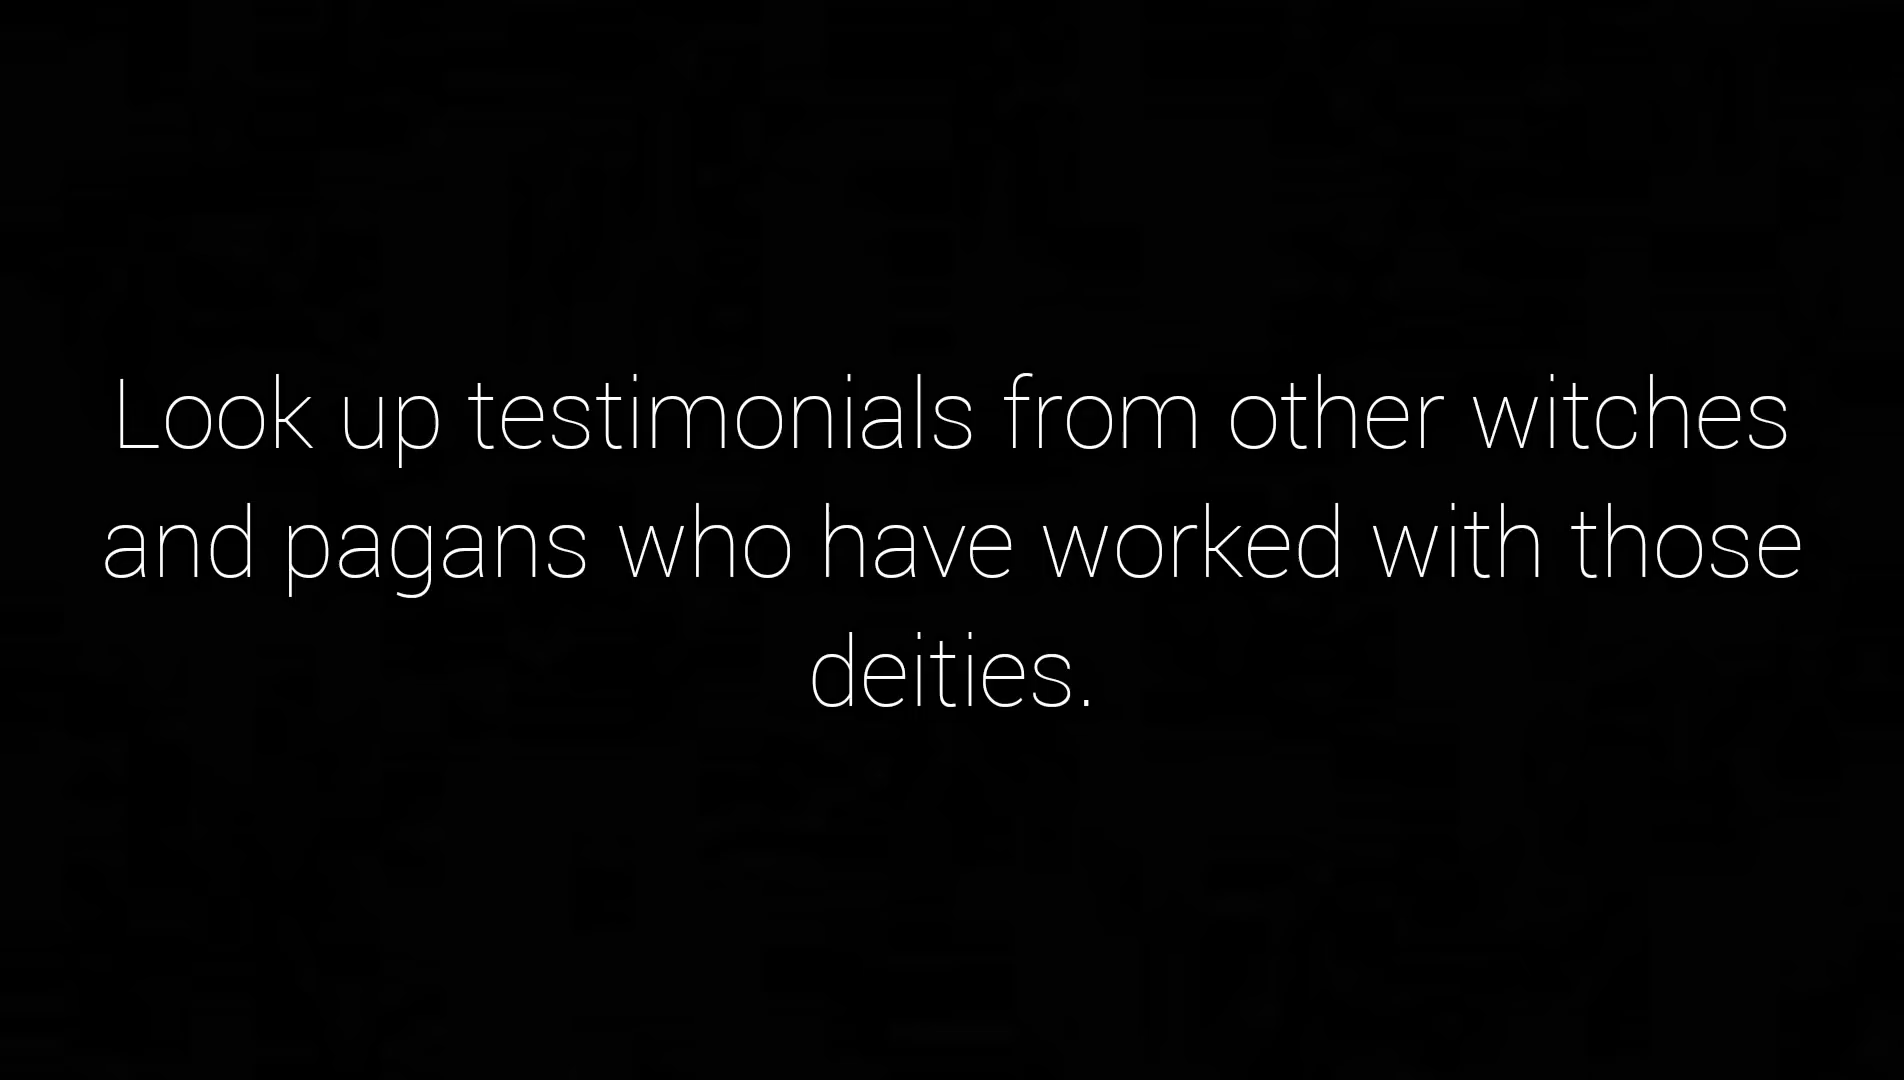 Look up testimonials from other witches
and pagans who have worked with those
deities.